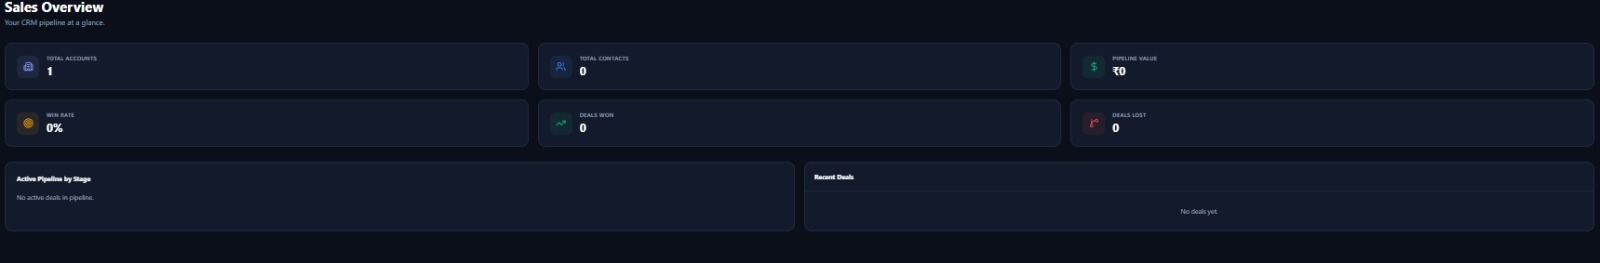 Sales Overview
Your CRM pipeline at a glance.
TOTAL ACCOUNTS
1
TOTAL CONTACTS
0
PIPELINE VALUE
₹0
WIN RATE
0%
DEALS WON
0
DEALS LOST
0
Active Pipeline by Stage
No active deals in pipeline.
Recent Deals
No deals yet.